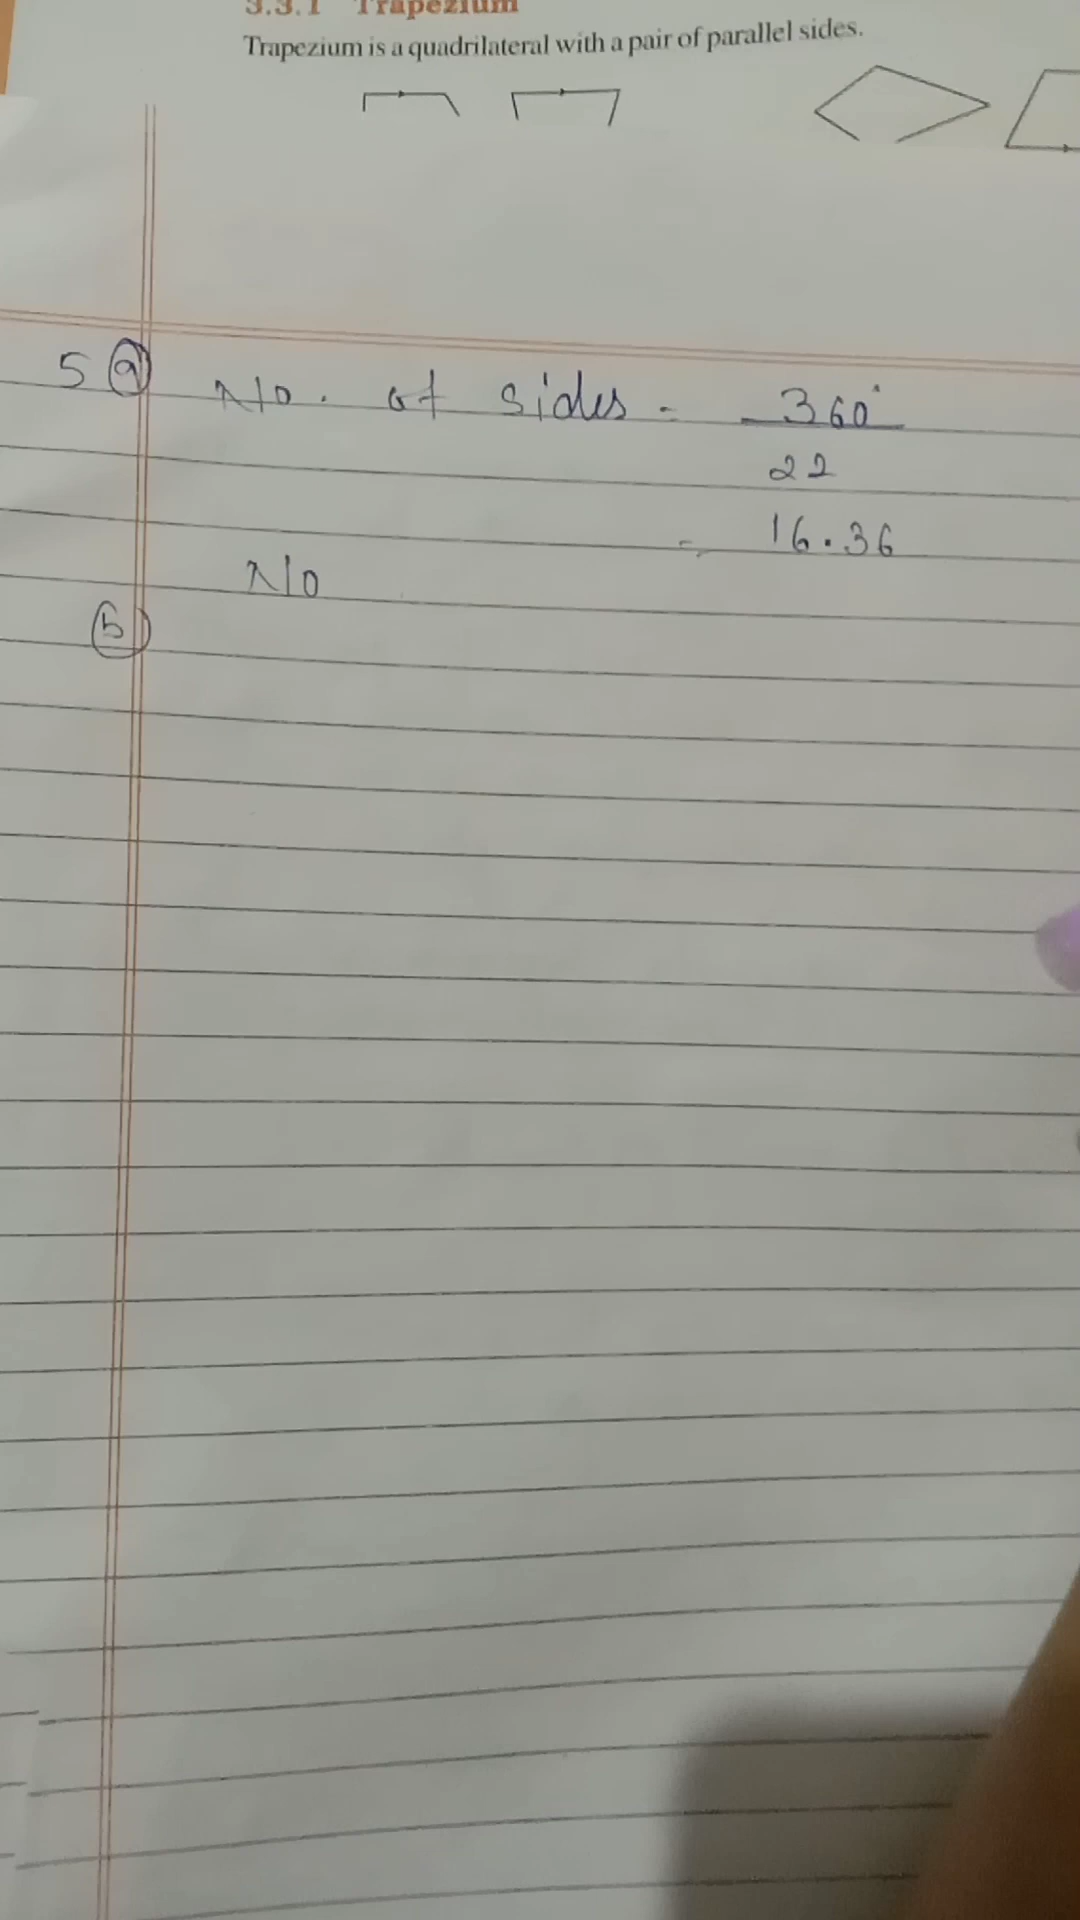 3.3.1 Trapezium
Trapezium is a quadrilateral with a pair of parallel sides.
5 (a) No. of sides = 360°
22
= 16.36
No
(b)